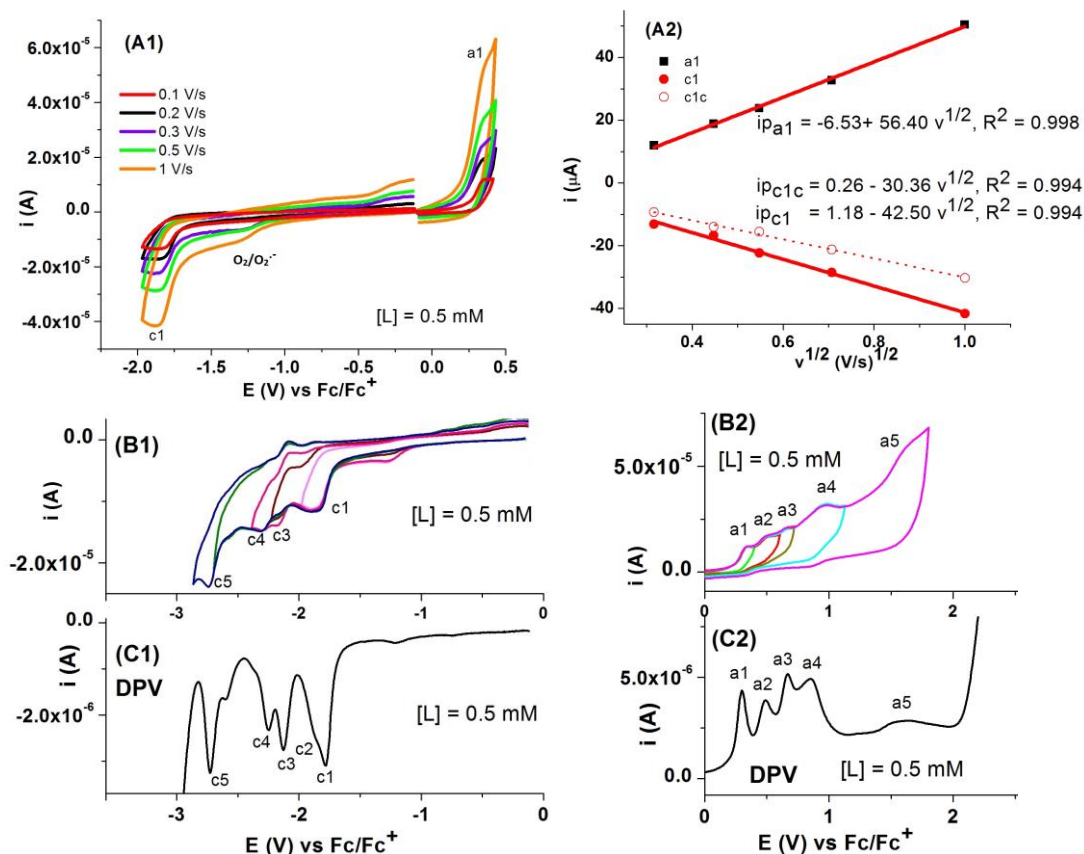 (A1)
6.0x10⁻⁵
4.0x10⁻⁵
2.0x10⁻⁵
0.0
-2.0x10⁻⁵
-4.0x10⁻⁵
i (A)
0.1 V/s
0.2 V/s
0.3 V/s
0.5 V/s
1 V/s
a1
O₂/O₂·⁻
c1
[L] = 0.5 mM
-2.0 -1.5 -1.0 -0.5 0.0 0.5
E (V) vs Fc/Fc⁺
(A2)
40
20
0
-20
-40
i (μA)
a1
c1
c1c
ip_a1 = -6.53+ 56.40 v^1/2, R² = 0.998
ip_c1c = 0.26 - 30.36 v^1/2, R² = 0.994
ip_c1 = 1.18 - 42.50 v^1/2, R² = 0.994
0.4 0.6 0.8 1.0
v^1/2 (V/s)^1/2
(B1)
0.0
-2.0x10⁻⁵
i (A)
c1
c3
c4
c5
[L] = 0.5 mM
-3 -2 -1 0
(B2)
5.0x10⁻⁵
0.0
i (A)
[L] = 0.5 mM
a1
a2
a3
a4
a5
0 1 2
(C1)
DPV
0.0
-2.0x10⁻⁶
i (A)
[L] = 0.5 mM
c4
c2
c3
c1
c5
-3 -2 -1 0
E (V) vs Fc/Fc⁺
(C2)
5.0x10⁻⁶
0.0
i (A)
a1
a2
a3
a4
a5
[L] = 0.5 mM
DPV
0 1 2
E (V) vs Fc/Fc⁺